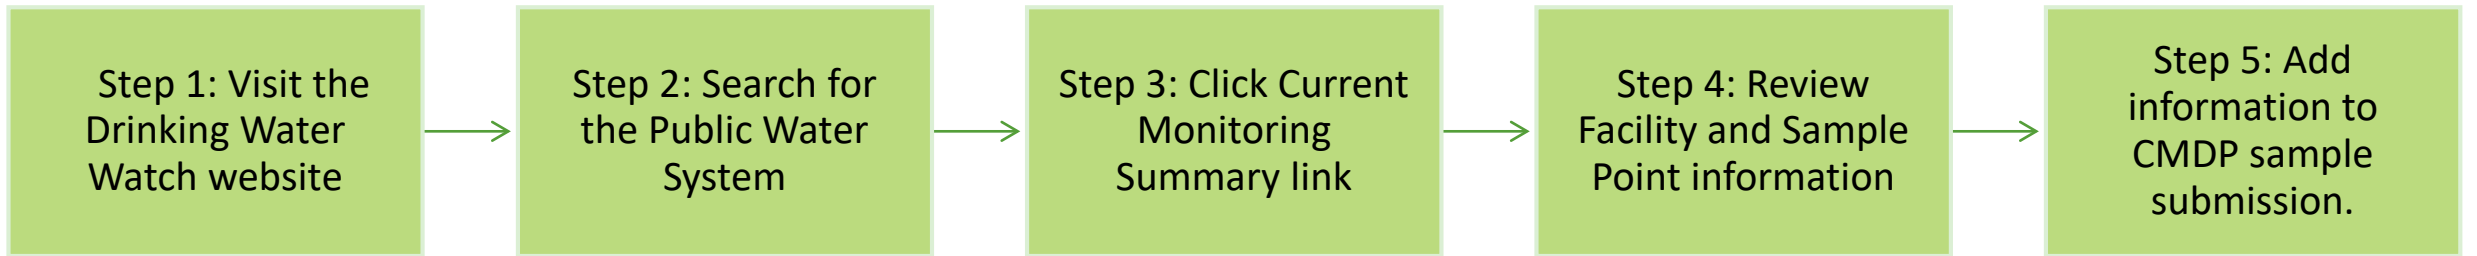 Step 1: Visit the
Drinking Water
Watch website
Step 2: Search for
the Public Water
System
Step 3: Click Current
Monitoring
Summary link
Step 4: Review
Facility and Sample
Point information
Step 5: Add
information to
CMDP sample
submission.